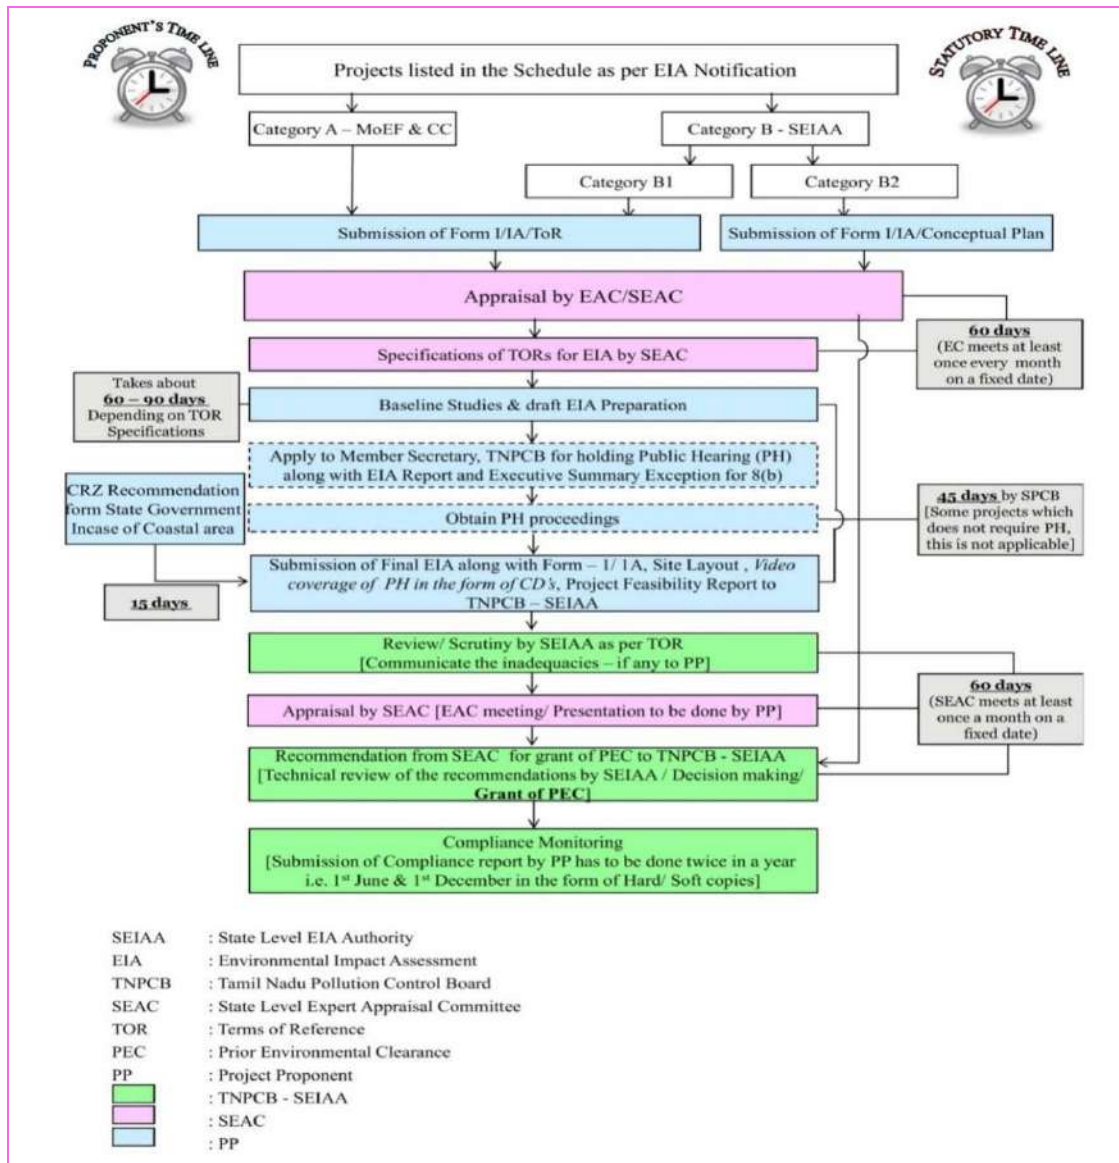 PROPONENT'S TIME LINE
STATUTORY TIME LINE
Projects listed in the Schedule as per EIA Notification
Category A – MoEF & CC
Category B - SEIAA
Category B1
Category B2
Submission of Form I/IA/ToR
Submission of Form I/IA/Conceptual Plan
Appraisal by EAC/SEAC
60 days
(EC meets at least
once every month
on a fixed date)
Specifications of TORs for EIA by SEAC
Takes about
60 – 90 days
Depending on TOR
Specifications
Baseline Studies & draft EIA Preparation
Apply to Member Secretary, TNPCB for holding Public Hearing (PH)
along with EIA Report and Executive Summary Exception for 8(b)
CRZ Recommendation
form State Government
Incase of Coastal area
45 days by SPCB
[Some projects which
does not require PH,
this is not applicable]
Obtain PH proceedings
15 days
Submission of Final EIA along with Form – 1/ 1A, Site Layout , Video
coverage of PH in the form of CD's, Project Feasibility Report to
TNPCB – SEIAA
Review/ Scrutiny by SEIAA as per TOR
[Communicate the inadequacies – if any to PP]
60 days
(SEAC meets at least
once a month on a
fixed date)
Appraisal by SEAC [EAC meeting/ Presentation to be done by PP]
Recommendation from SEAC for grant of PEC to TNPCB - SEIAA
[Technical review of the recommendations by SEIAA / Decision making/
Grant of PEC]
Compliance Monitoring
[Submission of Compliance report by PP has to be done twice in a year
i.e. 1st June & 1st December in the form of Hard/ Soft copies]
SEIAA : State Level EIA Authority
EIA : Environmental Impact Assessment
TNPCB : Tamil Nadu Pollution Control Board
SEAC : State Level Expert Appraisal Committee
TOR : Terms of Reference
PEC : Prior Environmental Clearance
PP : Project Proponent
: TNPCB - SEIAA
: SEAC
: PP